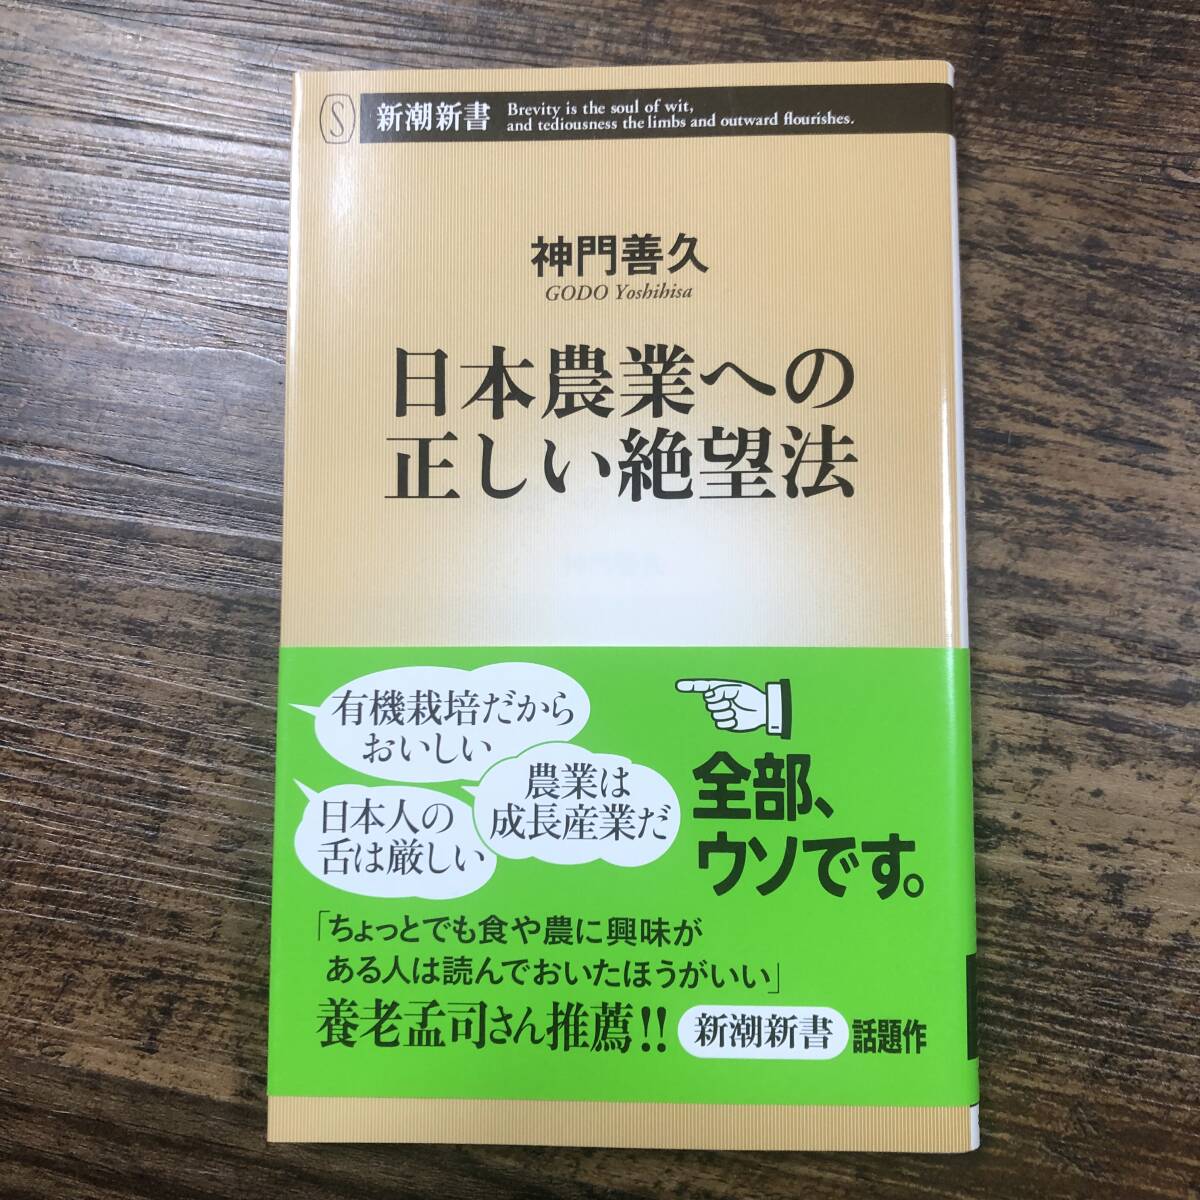 S
新潮新書
Brevity is the soul of wit,
and tediousness the limbs and outward flourishes.
神門善久
GODO Yoshihisa
日本農業への
正しい絶望法
有機栽培だから
おいしい
農業は
成長産業だ
日本人の
舌は厳しい
全部、
ウソです。
「ちょっとでも食や農に興味が
ある人は読んでおいたほうがいい」
養老孟司さん推薦!!
新潮新書
話題作